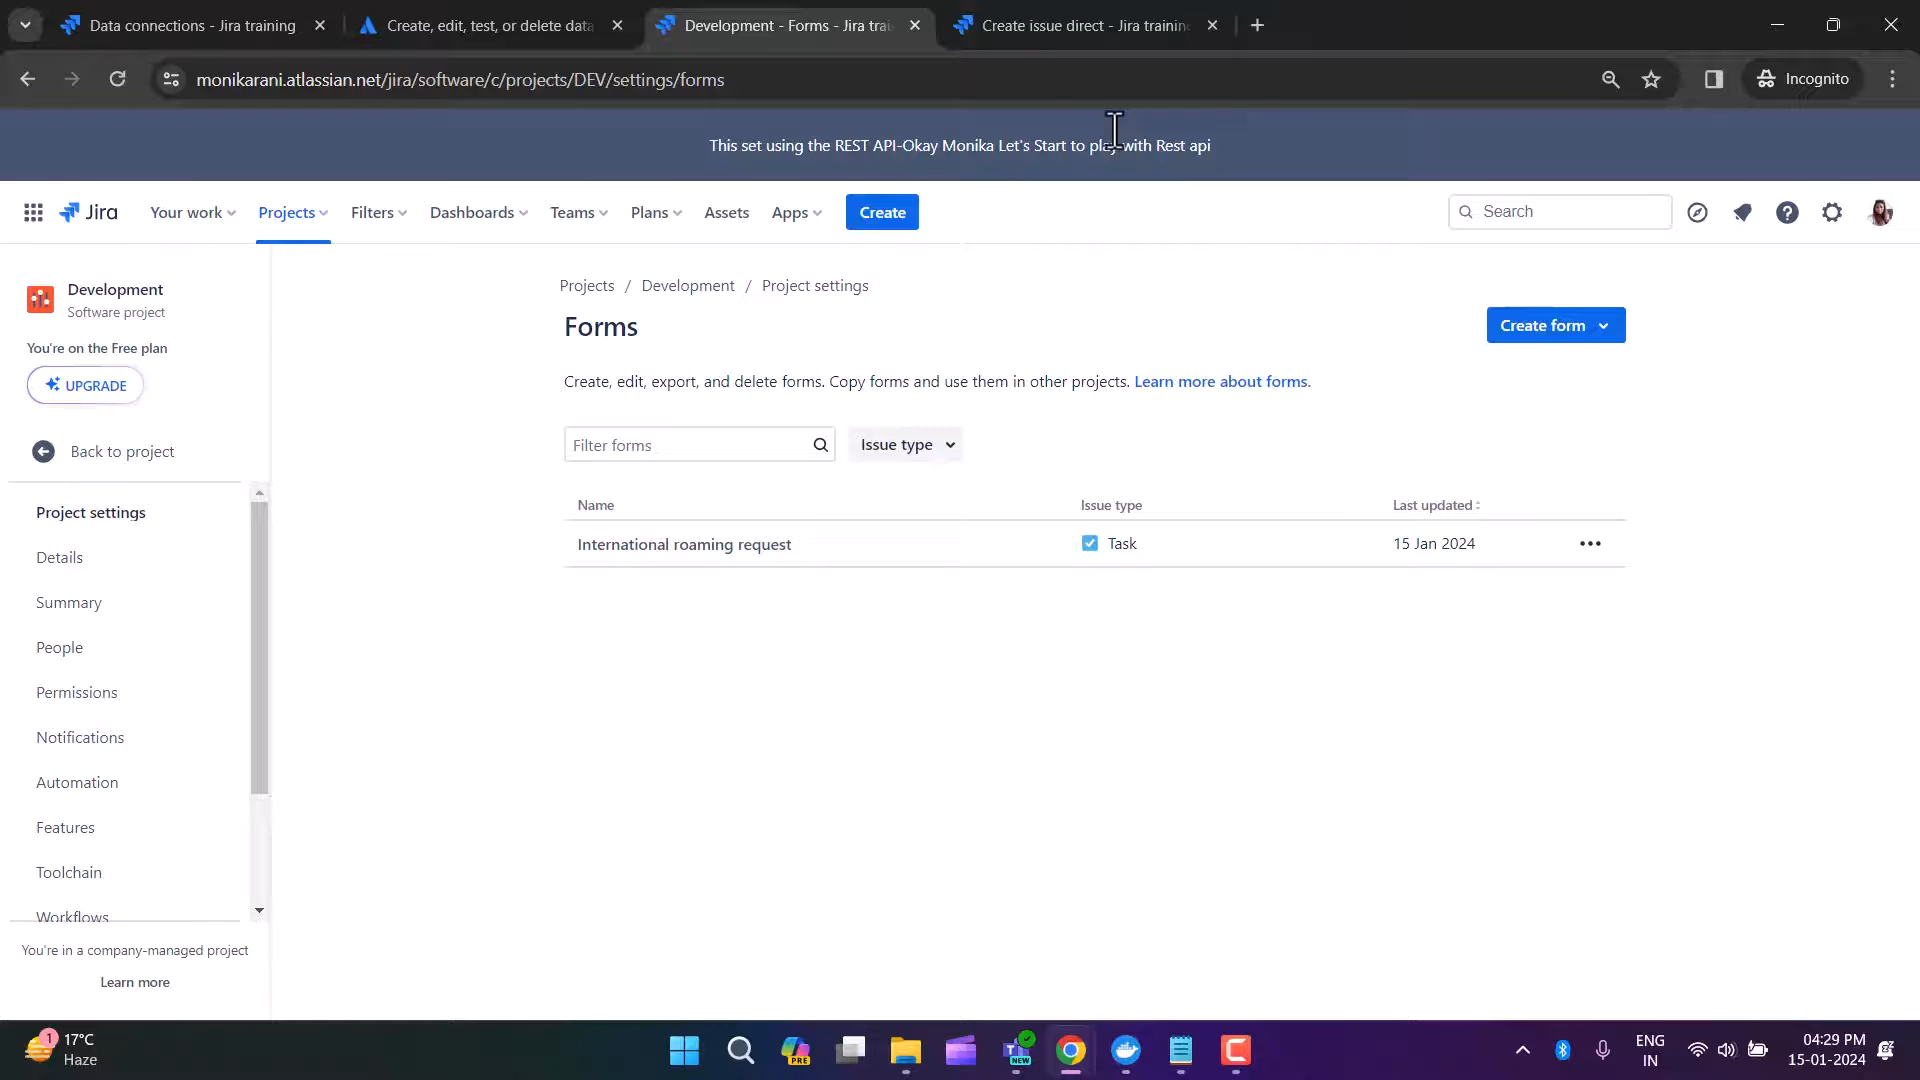 Data connections - Jira training
Create, edit, test, or delete data
Development - Forms - Jira trai
Create issue direct - Jira training
monikarani.atlassian.net/jira/software/c/projects/DEV/settings/forms
Incognito
This set using the REST API-Okay Monika Let's Start to play with Rest api
Jira
Your work
Projects
Filters
Dashboards
Teams
Plans
Assets
Apps
Create
Search
Development
Software project
You're on the Free plan
UPGRADE
Back to project
Project settings
Details
Summary
People
Permissions
Notifications
Automation
Features
Toolchain
Workflows
You're in a company-managed project
Learn more
Projects / Development / Project settings
Forms
Create form
Create, edit, export, and delete forms. Copy forms and use them in other projects. Learn more about forms.
Filter forms
Issue type
Name Issue type Last updated
International roaming request Task 15 Jan 2024
1
17°C
Haze
PRE
NEW
ENG
IN
04:29 PM
15-01-2024